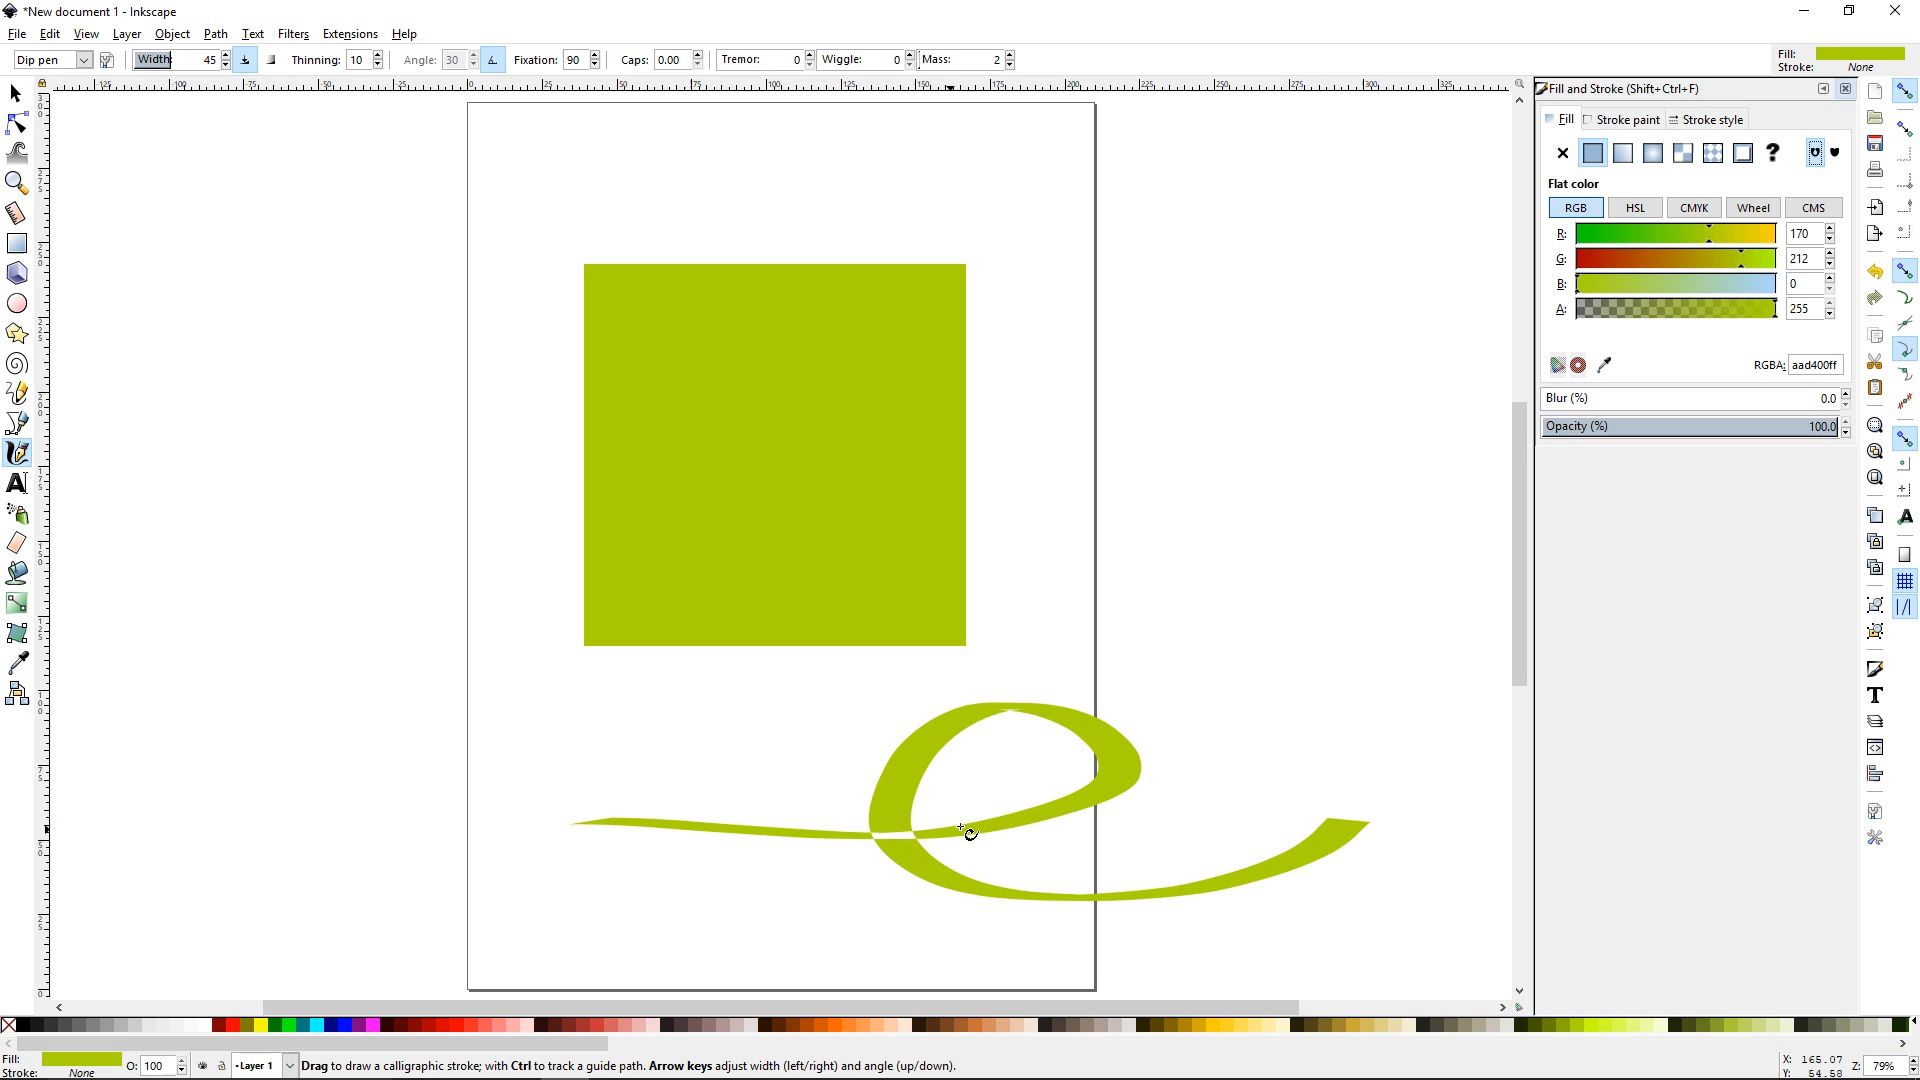 *New document 1 - Inkscape
File Edit View Layer Object Path Text Filters Extensions Help
Dip pen Width: 45 Thinning: 10 Angle: 30 Fixation: 90 Caps: 0.00 Tremor: 0 Wiggle: 0 Mass: 2
Fill:
Stroke: None
Fill and Stroke (Shift+Ctrl+F)
Fill Stroke paint Stroke style
Flat color
RGB HSL CMYK Wheel CMS
R: 170
G: 212
B: 0
A: 255
RGBA: aad400ff
Blur (%) 0.0
Opacity (%) 100.0
Fill:
Stroke: None
O: 100
•Layer 1
Drag to draw a calligraphic stroke; with Ctrl to track a guide path. Arrow keys adjust width (left/right) and angle (up/down).
X: 165.07
Y: 54.58
Z: 79%